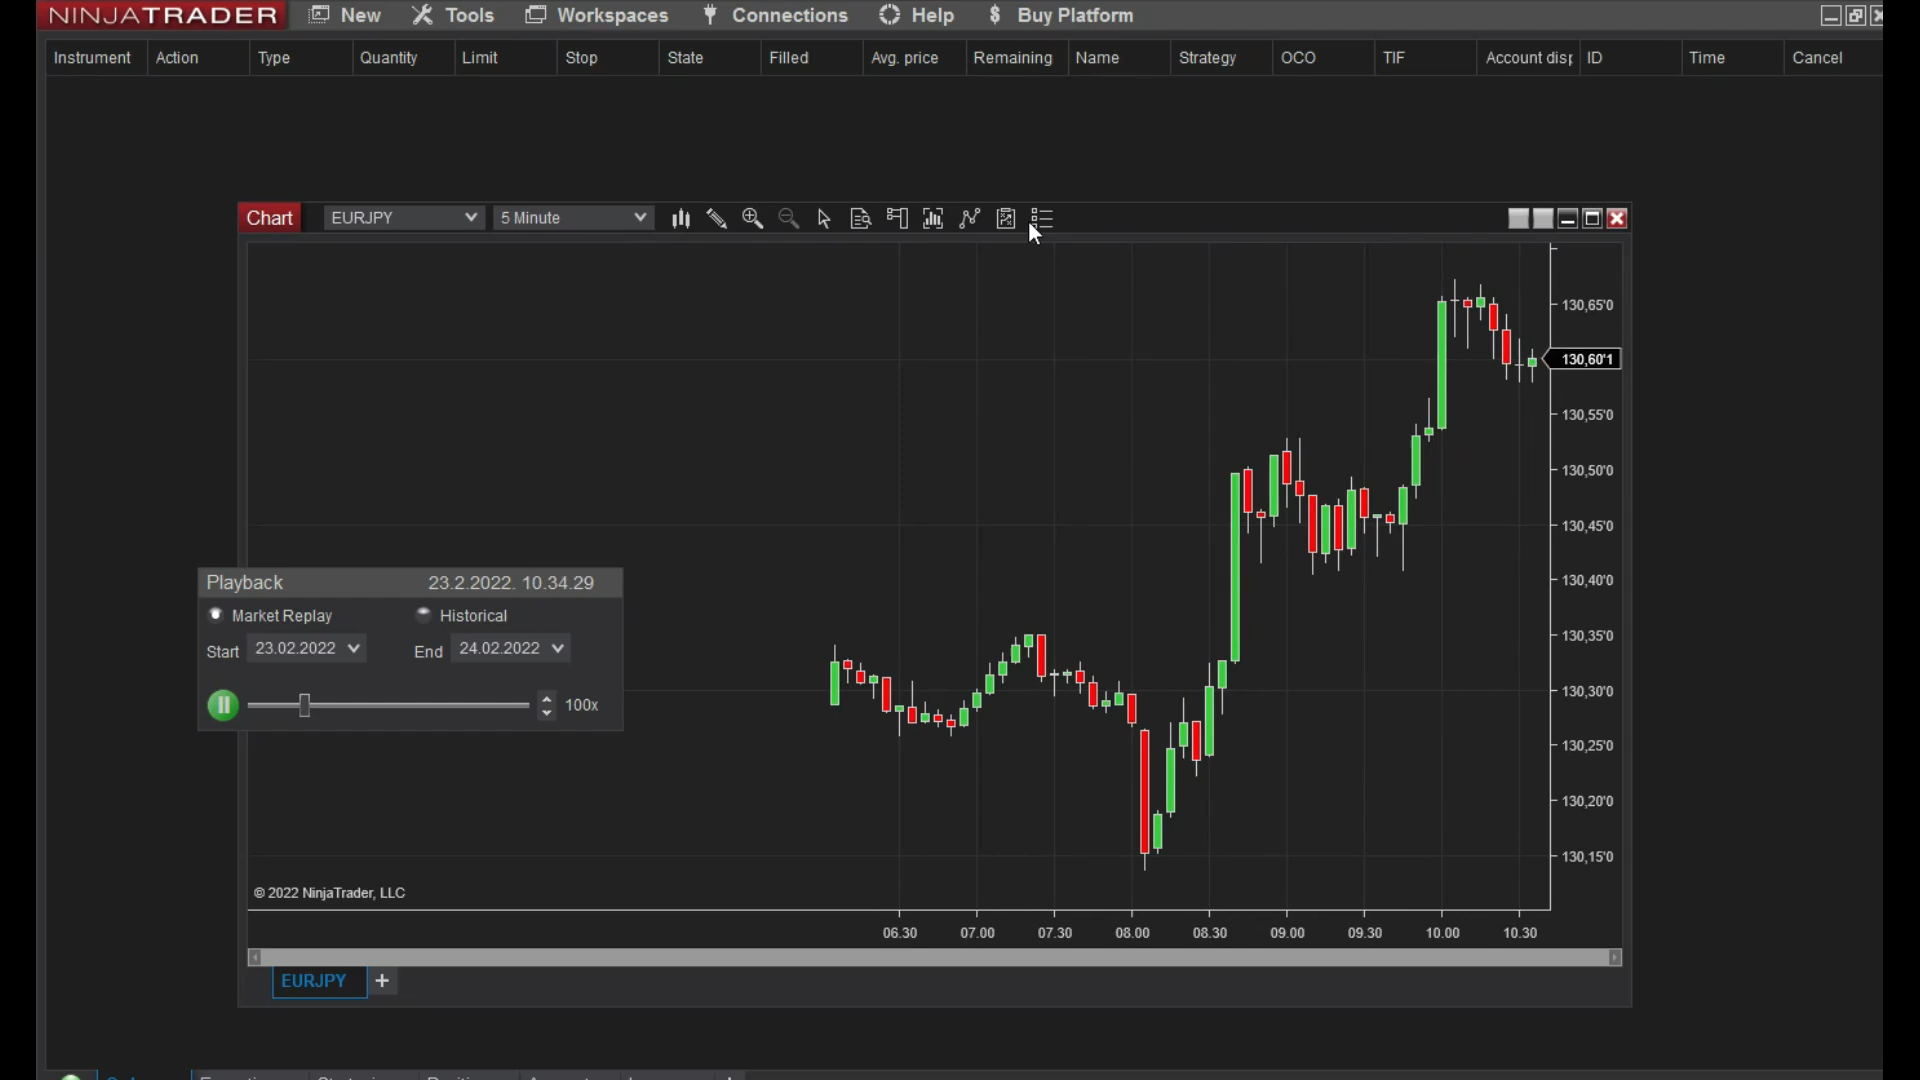 NINJATRADER New Tools Workspaces Connections Help $ Buy Platform
Instrument Action Type Quantity Limit Stop State Filled Avg. price Remaining Name Strategy OCO TIF Account disp ID Time Cancel
Chart EURJPY 5 Minute
130,65'0
130,60'1
130,55'0
130,50'0
130,45'0
130,40'0
130,35'0
130,30'0
130,25'0
130,20'0
130,15'0
Playback 23.2.2022. 10.34.29
Market Replay Historical
Start 23.02.2022 End 24.02.2022
100x
© 2022 NinjaTrader, LLC
06.30 07.00 07.30 08.00 08.30 09.00 09.30 10.00 10.30
EURJPY +